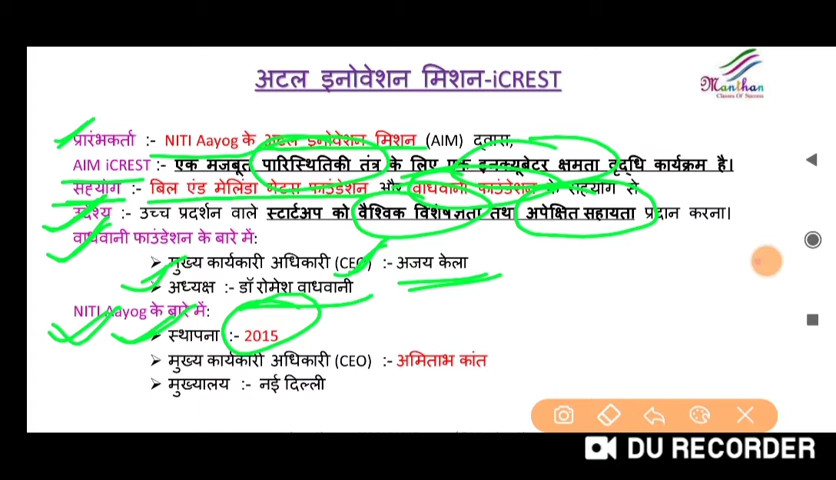 अटल इनोवेशन मिशन-iCREST
Manthan
Classes Of Success
प्रारंभकर्ता :- NITI Aayog के अटल इनोवेशन मिशन (AIM) द्वारा,
AIM iCREST :- एक मजबूत पारिस्थितिकी तंत्र के लिए एक इनक्यूबेटर क्षमता वृद्धि कार्यक्रम है।
सहयोग :- बिल एंड मेलिंडा गेट्स फाउंडेशन और वाधवानी फाउंडेशन के सहयोग से
उद्देश्य :- उच्च प्रदर्शन वाले स्टार्टअप को वैश्विक विशेषज्ञता तथा अपेक्षित सहायता प्रदान करना।
वाधवानी फाउंडेशन के बारे में:
➢ मुख्य कार्यकारी अधिकारी (CEO) :- अजय केला
➢ अध्यक्ष :- डॉ रोमेश वाधवानी
NITI Aayog के बारे में:
➢ स्थापना :- 2015
➢ मुख्य कार्यकारी अधिकारी (CEO) :- अमिताभ कांत
➢ मुख्यालय :- नई दिल्ली
DU RECORDER